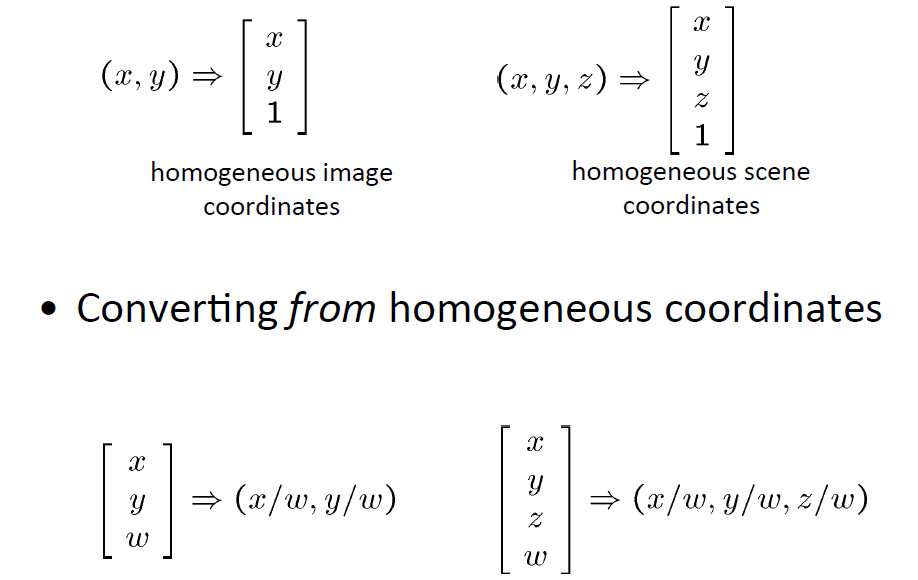 (x, y) ⇒ [ x y 1 ]
(x, y, z) ⇒ [ x y z 1 ]
homogeneous image
coordinates
homogeneous scene
coordinates
• Converting from homogeneous coordinates
[ x y w ] ⇒ (x/w, y/w)
[ x y z w ] ⇒ (x/w, y/w, z/w)